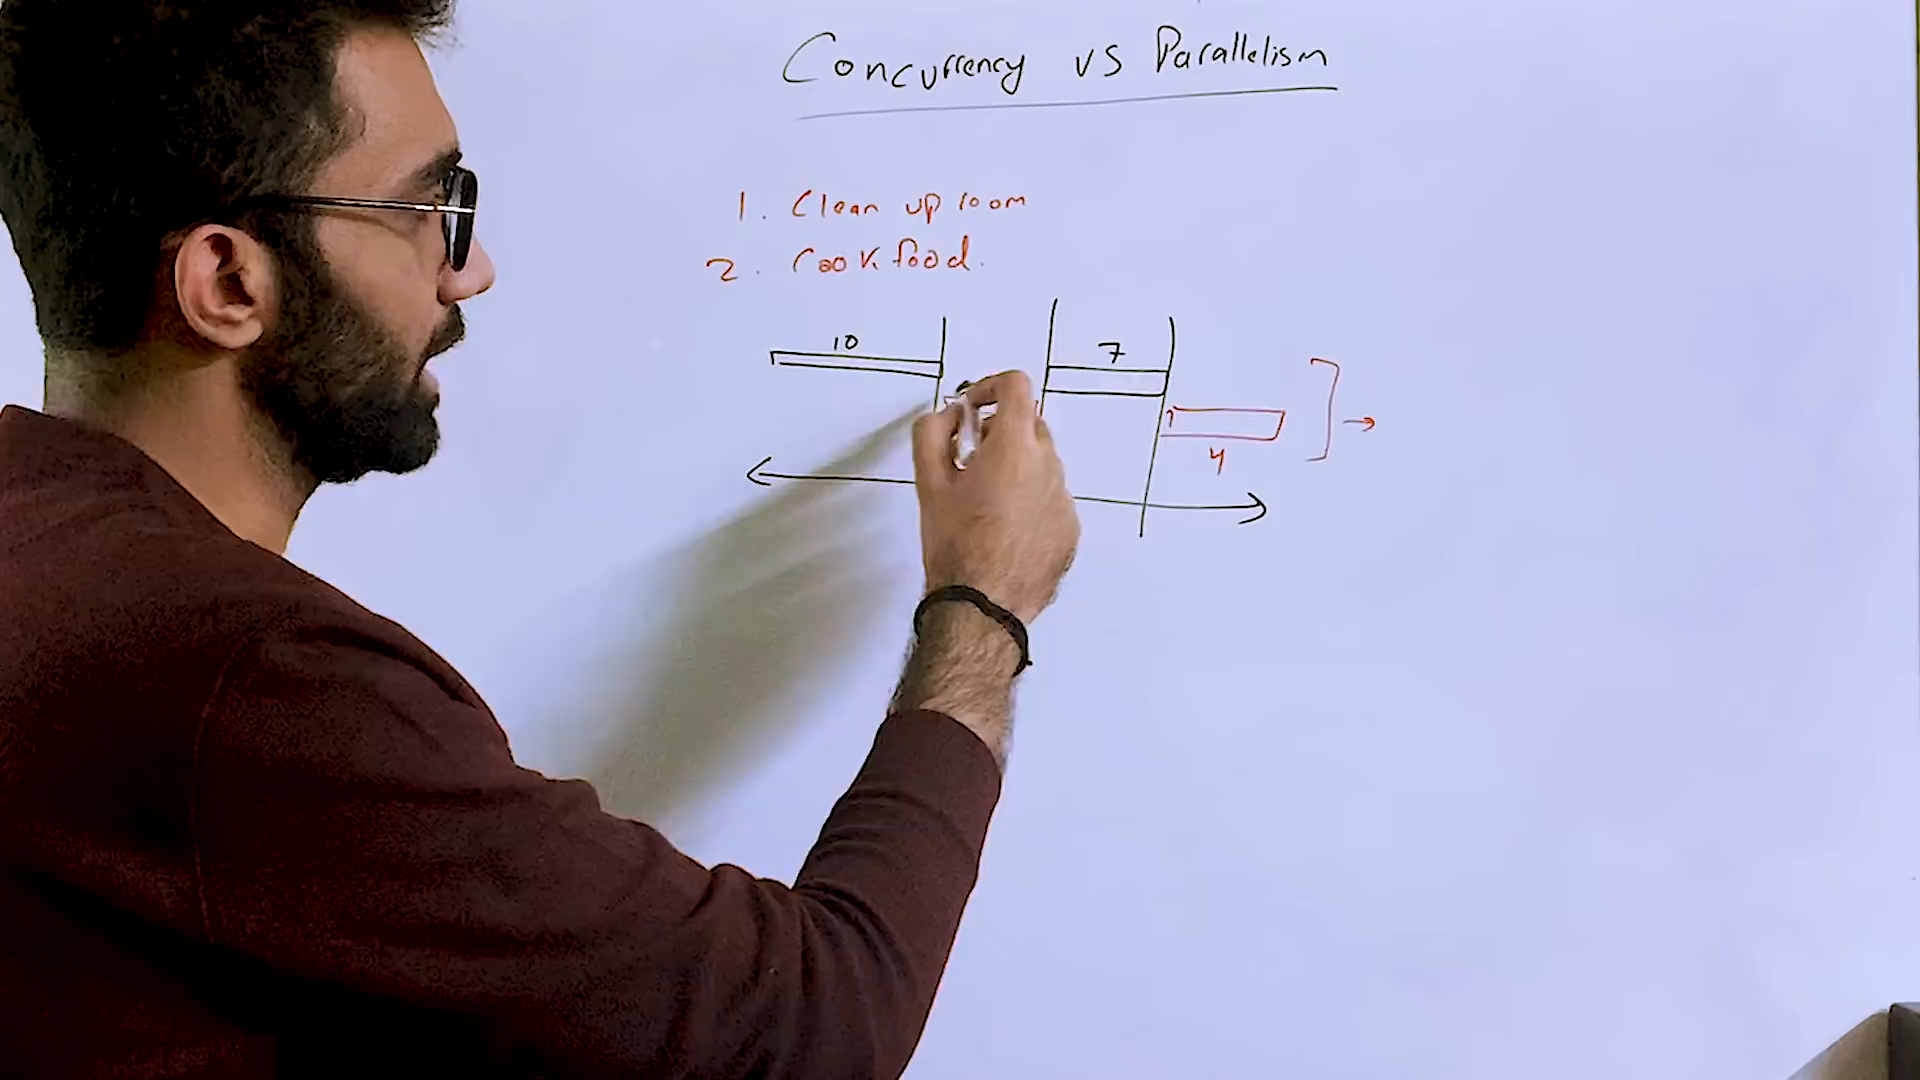 Concurrency vs Parallelism
1. Clean up room
2. Cook food.
10
7
4